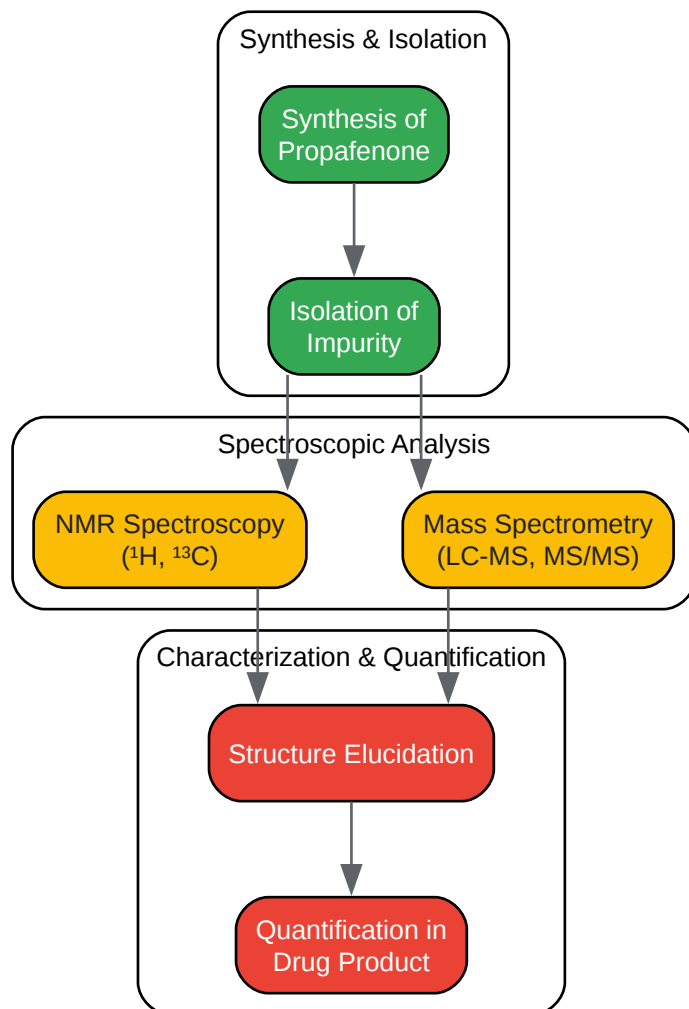 Synthesis & Isolation
Synthesis of
Propafenone
Isolation of
Impurity
Spectroscopic Analysis
NMR Spectroscopy
(¹H, ¹³C)
Mass Spectrometry
(LC-MS, MS/MS)
Characterization & Quantification
Structure Elucidation
Quantification in
Drug Product